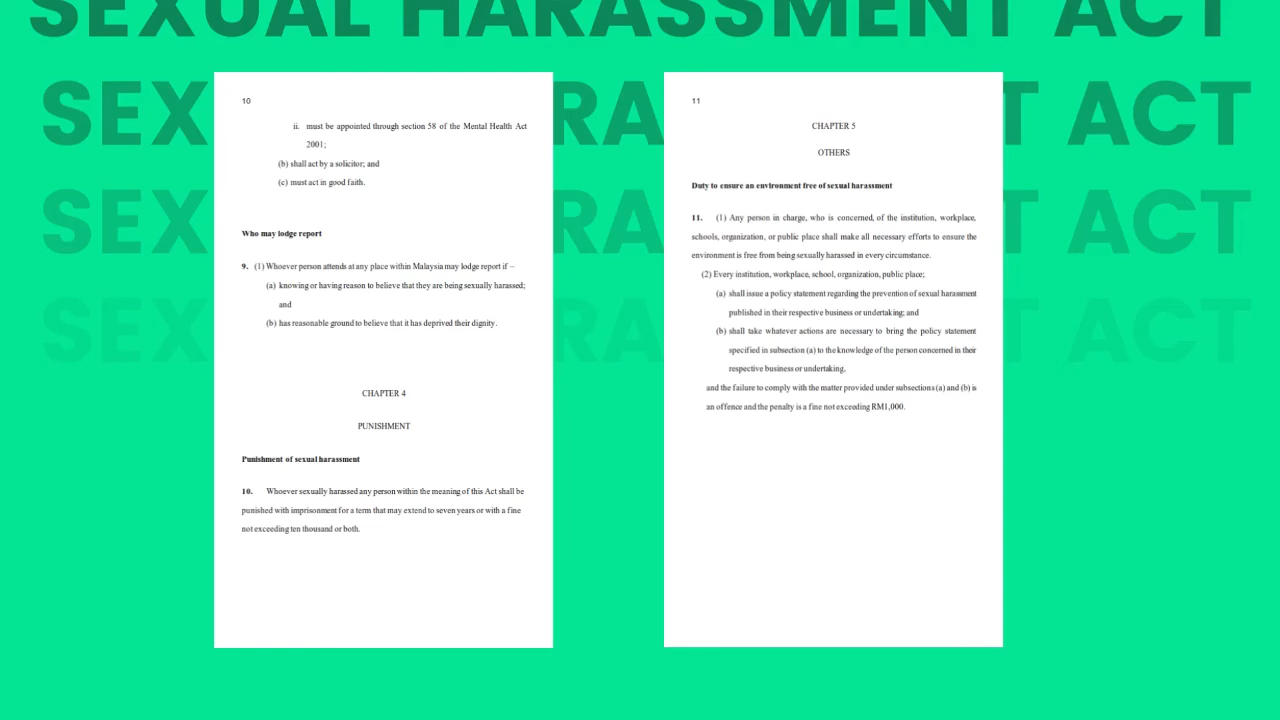 SEXUAL HARASSMENT ACT
SEX RA T ACT
SEX RA T ACT
SEX RA T ACT
10
ii. must be appointed through section 58 of the Mental Health Act
2001;
(b) shall act by a solicitor; and
(c) must act in good faith.
Who may lodge report
9. (1) Whoever person attends at any place within Malaysia may lodge report if –
(a) knowing or having reason to believe that they are being sexually harassed;
and
(b) has reasonable ground to believe that it has deprived their dignity.
CHAPTER 4
PUNISHMENT
Punishment of sexual harassment
10. Whoever sexually harassed any person within the meaning of this Act shall be
punished with imprisonment for a term that may extend to seven years or with a fine
not exceeding ten thousand or both.
11
CHAPTER 5
OTHERS
Duty to ensure an environment free of sexual harassment
11. (1) Any person in charge, who is concerned, of the institution, workplace,
schools, organization, or public place shall make all necessary efforts to ensure the
environment is free from being sexually harassed in every circumstance.
(2) Every institution, workplace, school, organization, public place;
(a) shall issue a policy statement regarding the prevention of sexual harassment
published in their respective business or undertaking; and
(b) shall take whatever actions are necessary to bring the policy statement
specified in subsection (a) to the knowledge of the person concerned in their
respective business or undertaking,
and the failure to comply with the matter provided under subsections (a) and (b) is
an offence and the penalty is a fine not exceeding RM1,000.